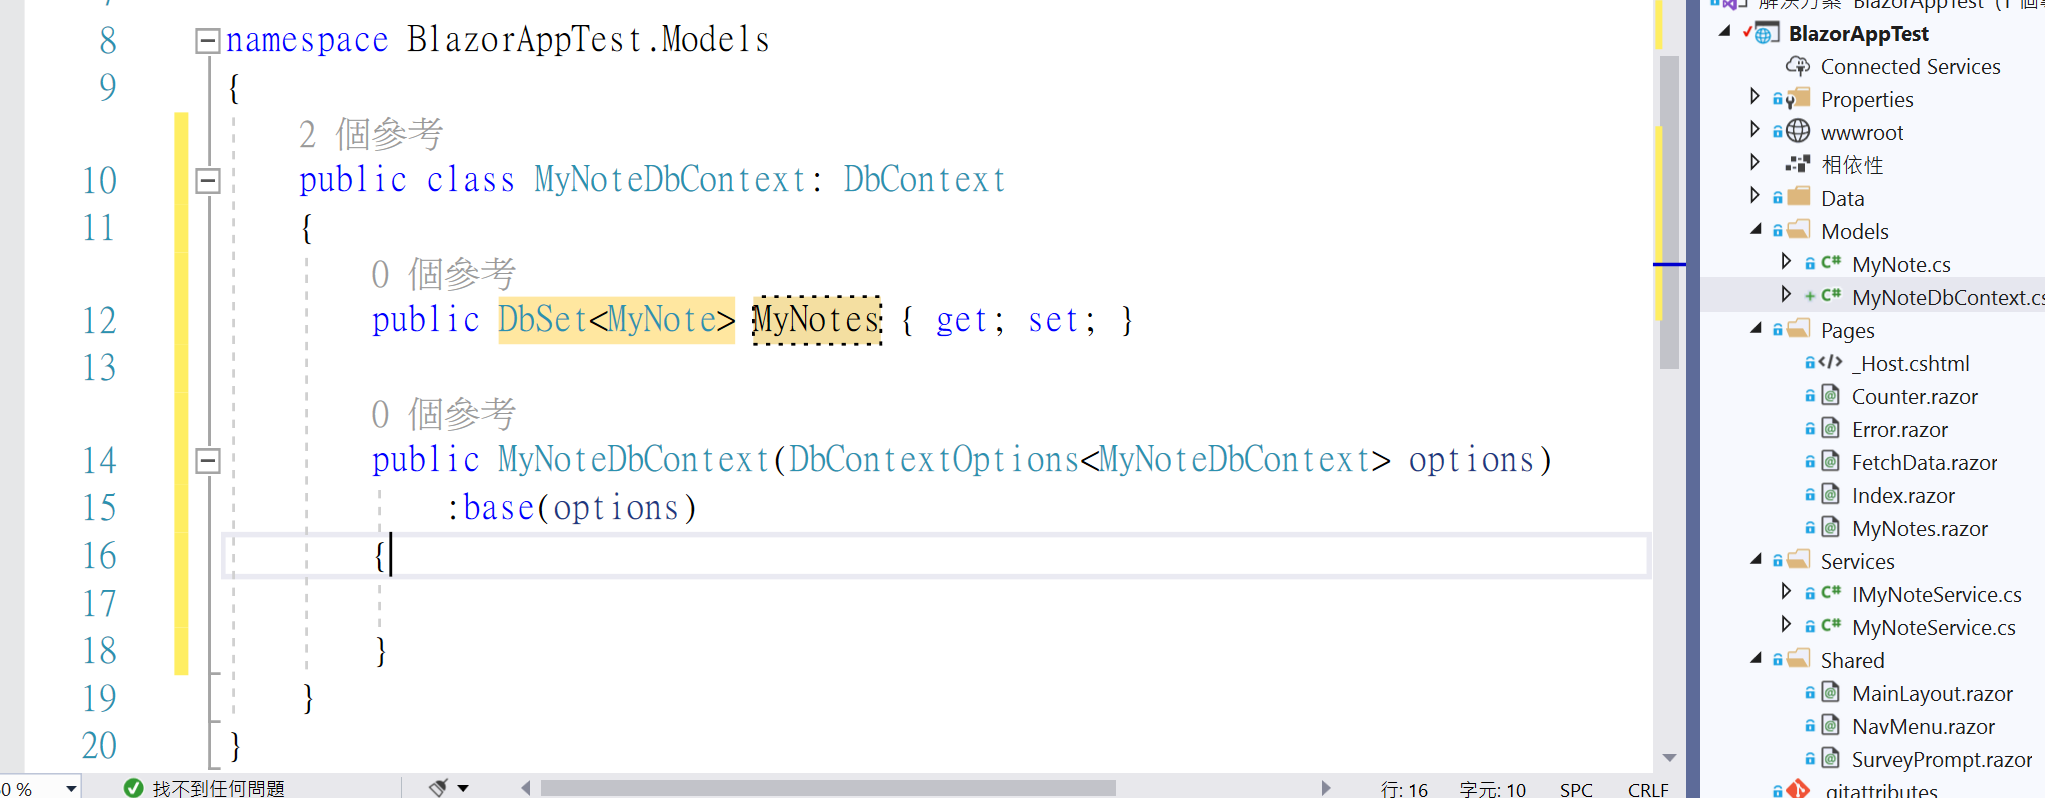 8 namespace BlazorAppTest.Models
9 {
2 個參考
10 public class MyNoteDbContext: DbContext
11 {
0 個參考
12 public DbSet<MyNote> MyNotes { get; set; }
13
0 個參考
14 public MyNoteDbContext(DbContextOptions<MyNoteDbContext> options)
15 :base(options)
16 {
17
18 }
19 }
20 }
0 %
找不到任何問題
行: 16 字元: 10 SPC CRLF
BlazorAppTest
Connected Services
Properties
wwwroot
相依性
Data
Models
C# MyNote.cs
C# MyNoteDbContext.cs
Pages
_Host.cshtml
Counter.razor
Error.razor
FetchData.razor
Index.razor
MyNotes.razor
Services
C# IMyNoteService.cs
C# MyNoteService.cs
Shared
MainLayout.razor
NavMenu.razor
SurveyPrompt.razor
.gitattributes